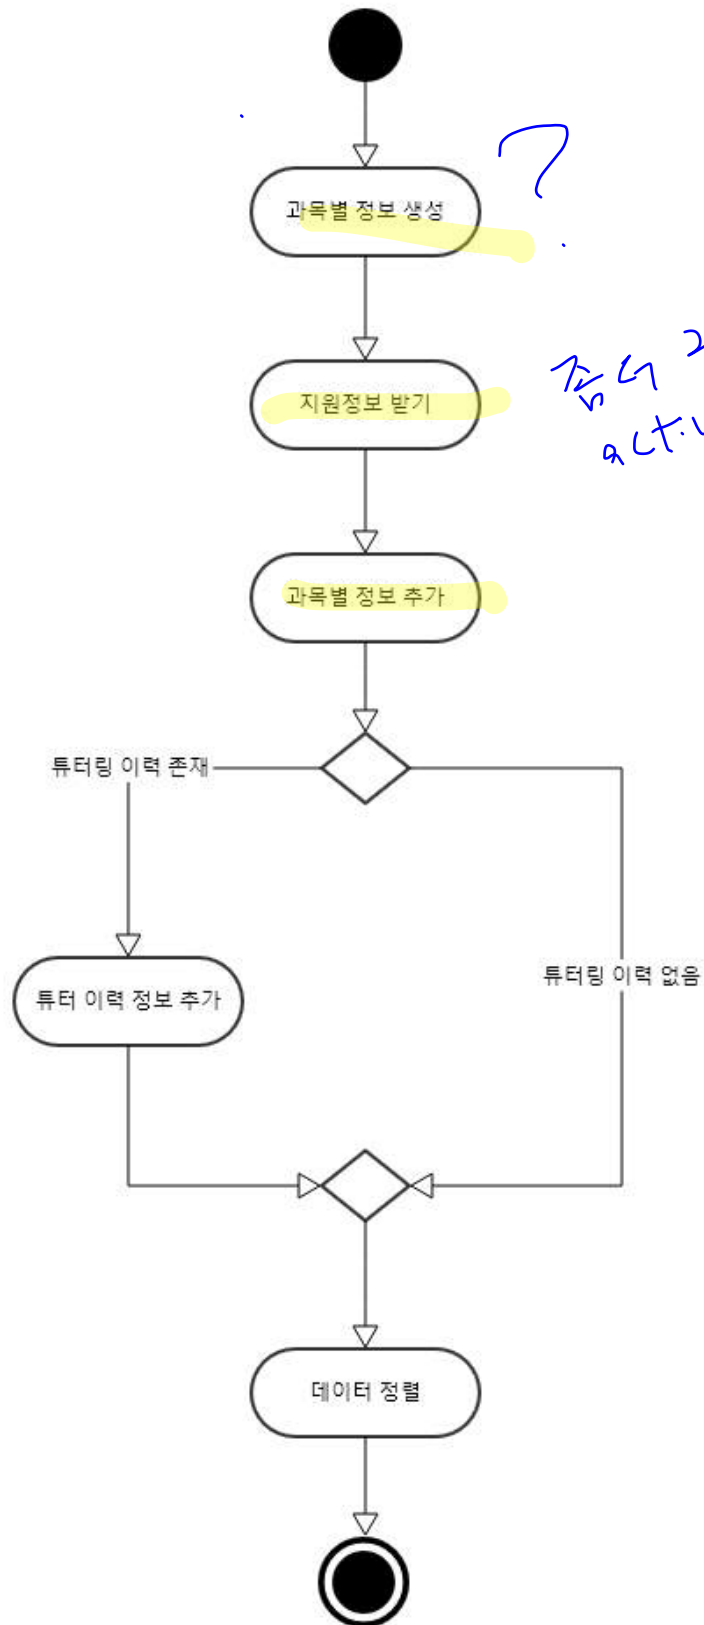 ?
과목별 정보 생성
지원정보 받기
좀더
과목별 정보 추가
튜터링 이력 존재
튜터링 이력 없음
튜터 이력 정보 추가
데이터 정렬